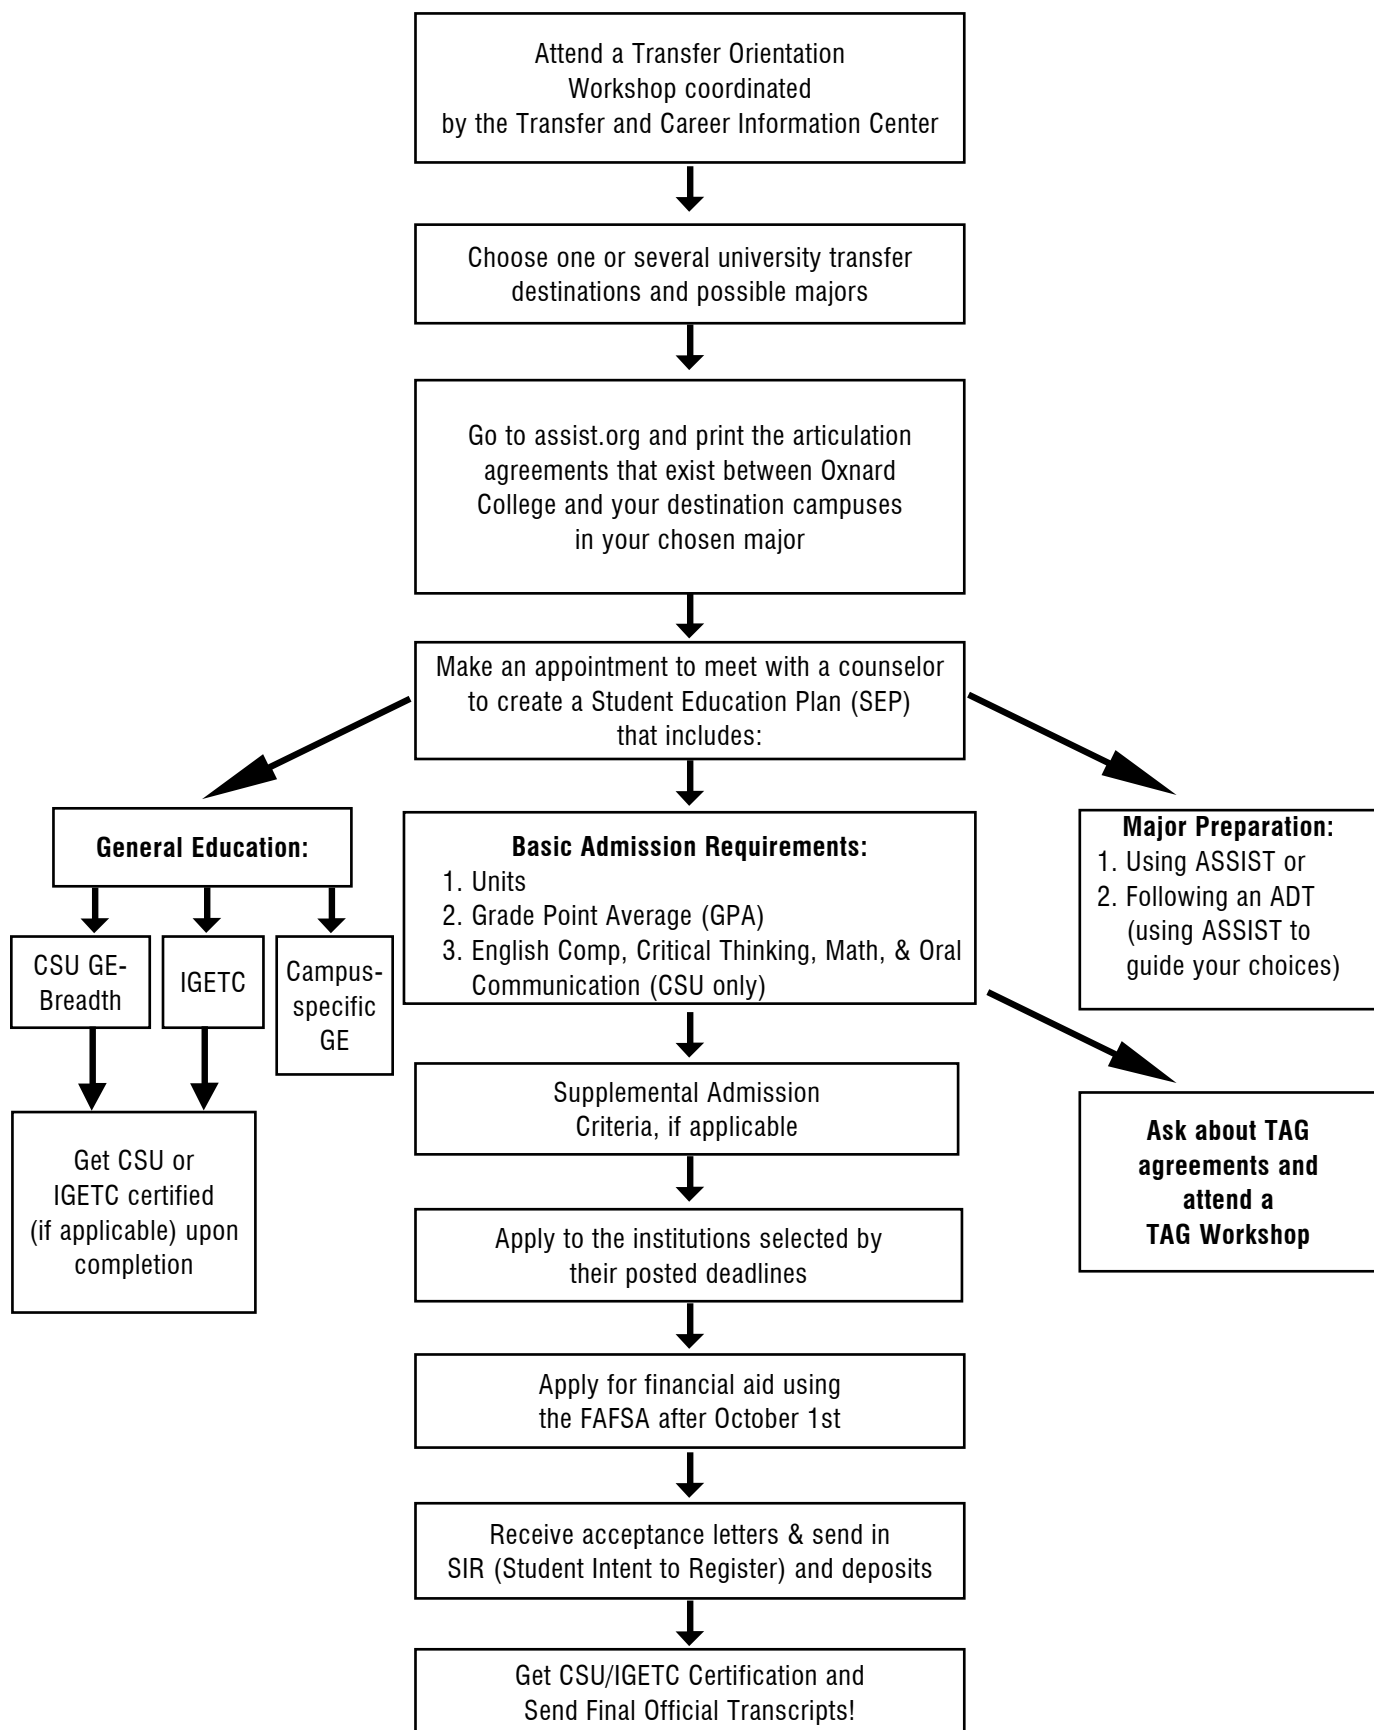 Attend a Transfer Orientation
Workshop coordinated
by the Transfer and Career Information Center
Choose one or several university transfer
destinations and possible majors
Go to assist.org and print the articulation
agreements that exist between Oxnard
College and your destination campuses
in your chosen major
Make an appointment to meet with a counselor
to create a Student Education Plan (SEP)
that includes:
General Education:
CSU GE-
Breadth
IGETC
Campus-
specific
GE
Get CSU or
IGETC certified
(if applicable) upon
completion
Basic Admission Requirements:
1. Units
2. Grade Point Average (GPA)
3. English Comp, Critical Thinking, Math, & Oral
Communication (CSU only)
Major Preparation:
1. Using ASSIST or
2. Following an ADT
(using ASSIST to
guide your choices)
Ask about TAG
agreements and
attend a
TAG Workshop
Supplemental Admission
Criteria, if applicable
Apply to the institutions selected by
their posted deadlines
Apply for financial aid using
the FAFSA after October 1st
Receive acceptance letters & send in
SIR (Student Intent to Register) and deposits
Get CSU/IGETC Certification and
Send Final Official Transcripts!